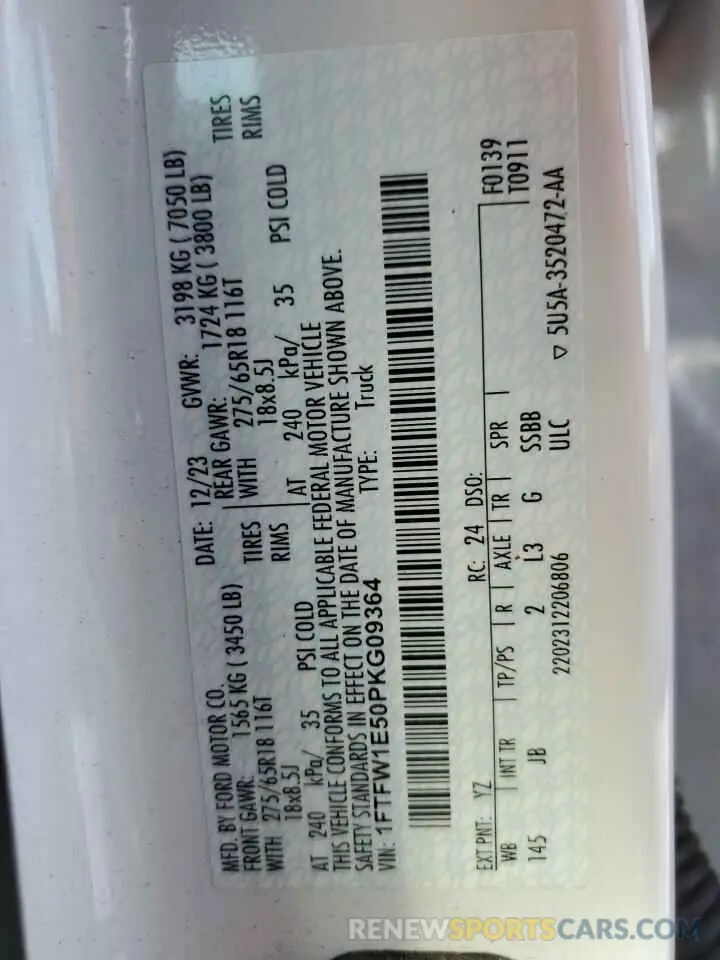 MFD. BY FORD MOTOR CO. DATE: 12/23 GVWR: 3198 KG ( 7050 LB)
FRONT GAWR: 1565 KG ( 3450 LB) REAR GAWR: 1724 KG ( 3800 LB)
WITH 275/65R18 116T TIRES WITH 275/65R18 116T TIRES
18x8.5J RIMS 18x8.5J RIMS
AT 240 kPa/ 35 PSI COLD AT 240 kPa/ 35 PSI COLD
THIS VEHICLE CONFORMS TO ALL APPLICABLE FEDERAL MOTOR VEHICLE
SAFETY STANDARDS IN EFFECT ON THE DATE OF MANUFACTURE SHOWN ABOVE.
VIN: 1FTFW1E50PKG09364 TYPE: Truck
EXT PNT: YZ RC: 24 DSO: F0139
WB INT TR TP/PS R AXLE TR SPR T0911
145 JB 2 L3 G SSBB
2202312206806 ULC ▽ 5U5A-3520472-AA
RENEWSPORTSCARS.COM